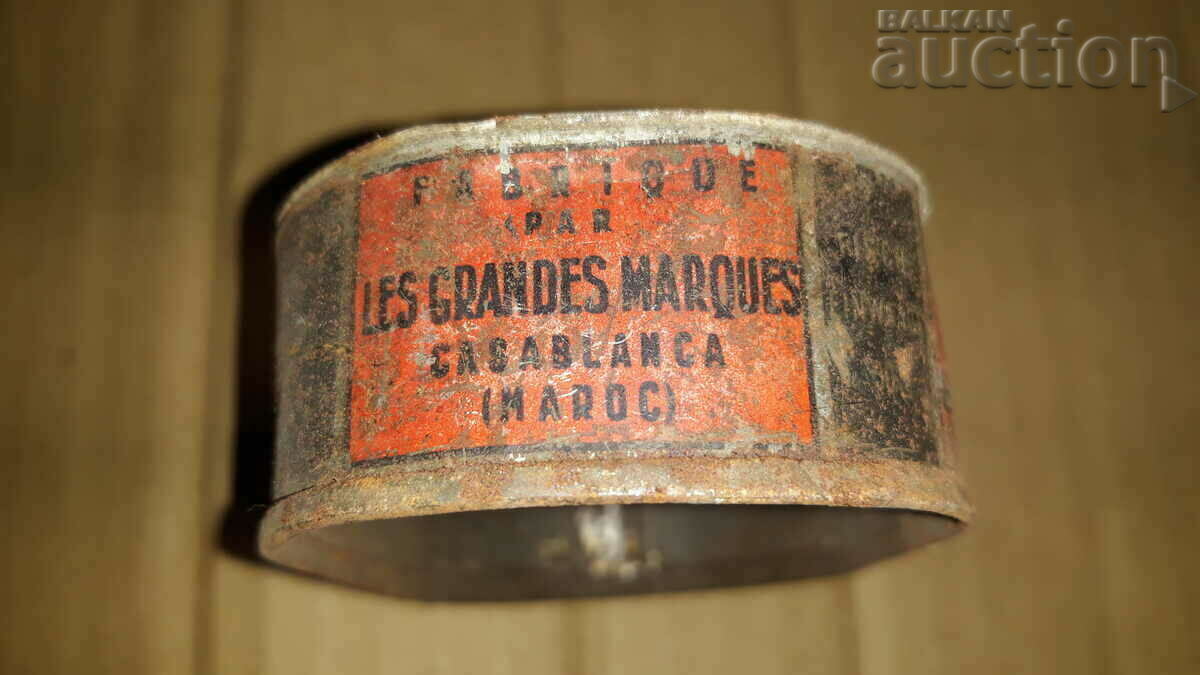 BALKAN
auction
FABRIQUE
PAR
LES GRANDES MARQUES
CASABLANCA
(MAROC)